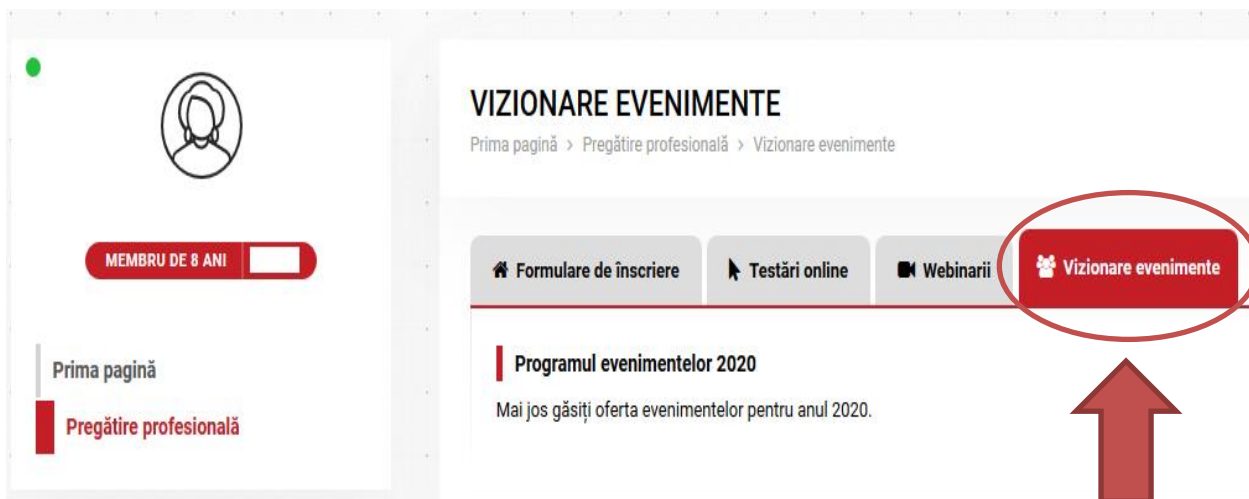 MEMBRU DE 8 ANI
Prima pagină
Pregătire profesională
VIZIONARE EVENIMENTE
Prima pagină > Pregătire profesională > Vizionare evenimente
Formulare de înscriere
Testări online
Webinarii
Vizionare evenimente
Programul evenimentelor 2020
Mai jos găsiți oferta evenimentelor pentru anul 2020.